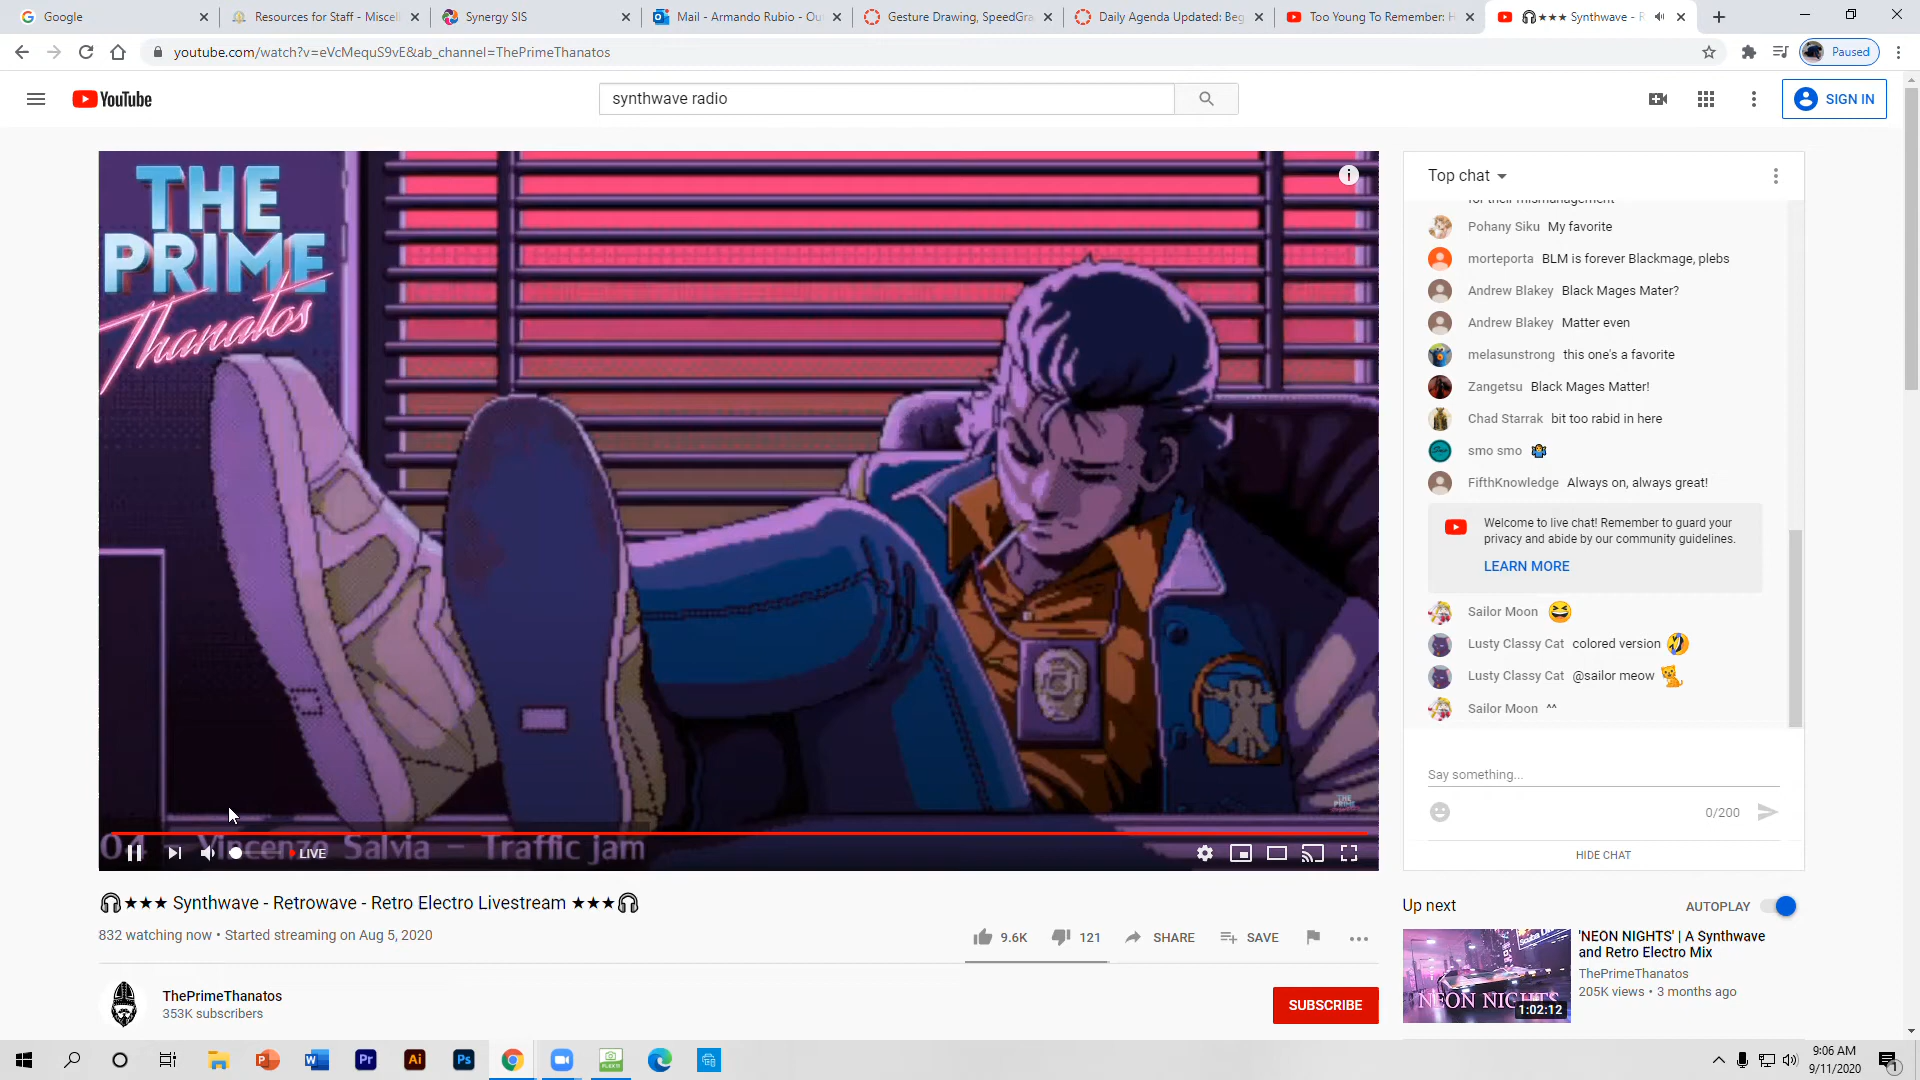 Google
Resources for Staff - Miscell
Synergy SIS
Mail - Armando Rubio - Ou
Gesture Drawing, SpeedGra
Daily Agenda Updated: Beg
Too Young To Remember: H
★★★ Synthwave - R
youtube.com/watch?v=eVcMequS9vE&ab_channel=ThePrimeThanatos
Paused
YouTube
synthwave radio
SIGN IN
THE
PRIME
Thanatos
04 - Vincenzo Salvia - Traffic jam
LIVE
🎧★★★ Synthwave - Retrowave - Retro Electro Livestream ★★★🎧
832 watching now • Started streaming on Aug 5, 2020
9.6K
121
SHARE
SAVE
ThePrimeThanatos
353K subscribers
SUBSCRIBE
Top chat
for their mismanagement
Pohany Siku My favorite
morteporta BLM is forever Blackmage, plebs
Andrew Blakey Black Mages Mater?
Andrew Blakey Matter even
melasunstrong this one's a favorite
Zangetsu Black Mages Matter!
Chad Starrak bit too rabid in here
smo smo
FifthKnowledge Always on, always great!
Welcome to live chat! Remember to guard your
privacy and abide by our community guidelines.
LEARN MORE
Sailor Moon 😆
Lusty Classy Cat colored version 🤣
Lusty Classy Cat @sailor meow
Sailor Moon ^^
Say something...
0/200
HIDE CHAT
Up next
AUTOPLAY
NEON NIGHTS
1:02:12
'NEON NIGHTS' | A Synthwave
and Retro Electro Mix
ThePrimeThanatos
205K views • 3 months ago
9:06 AM
9/11/2020
1